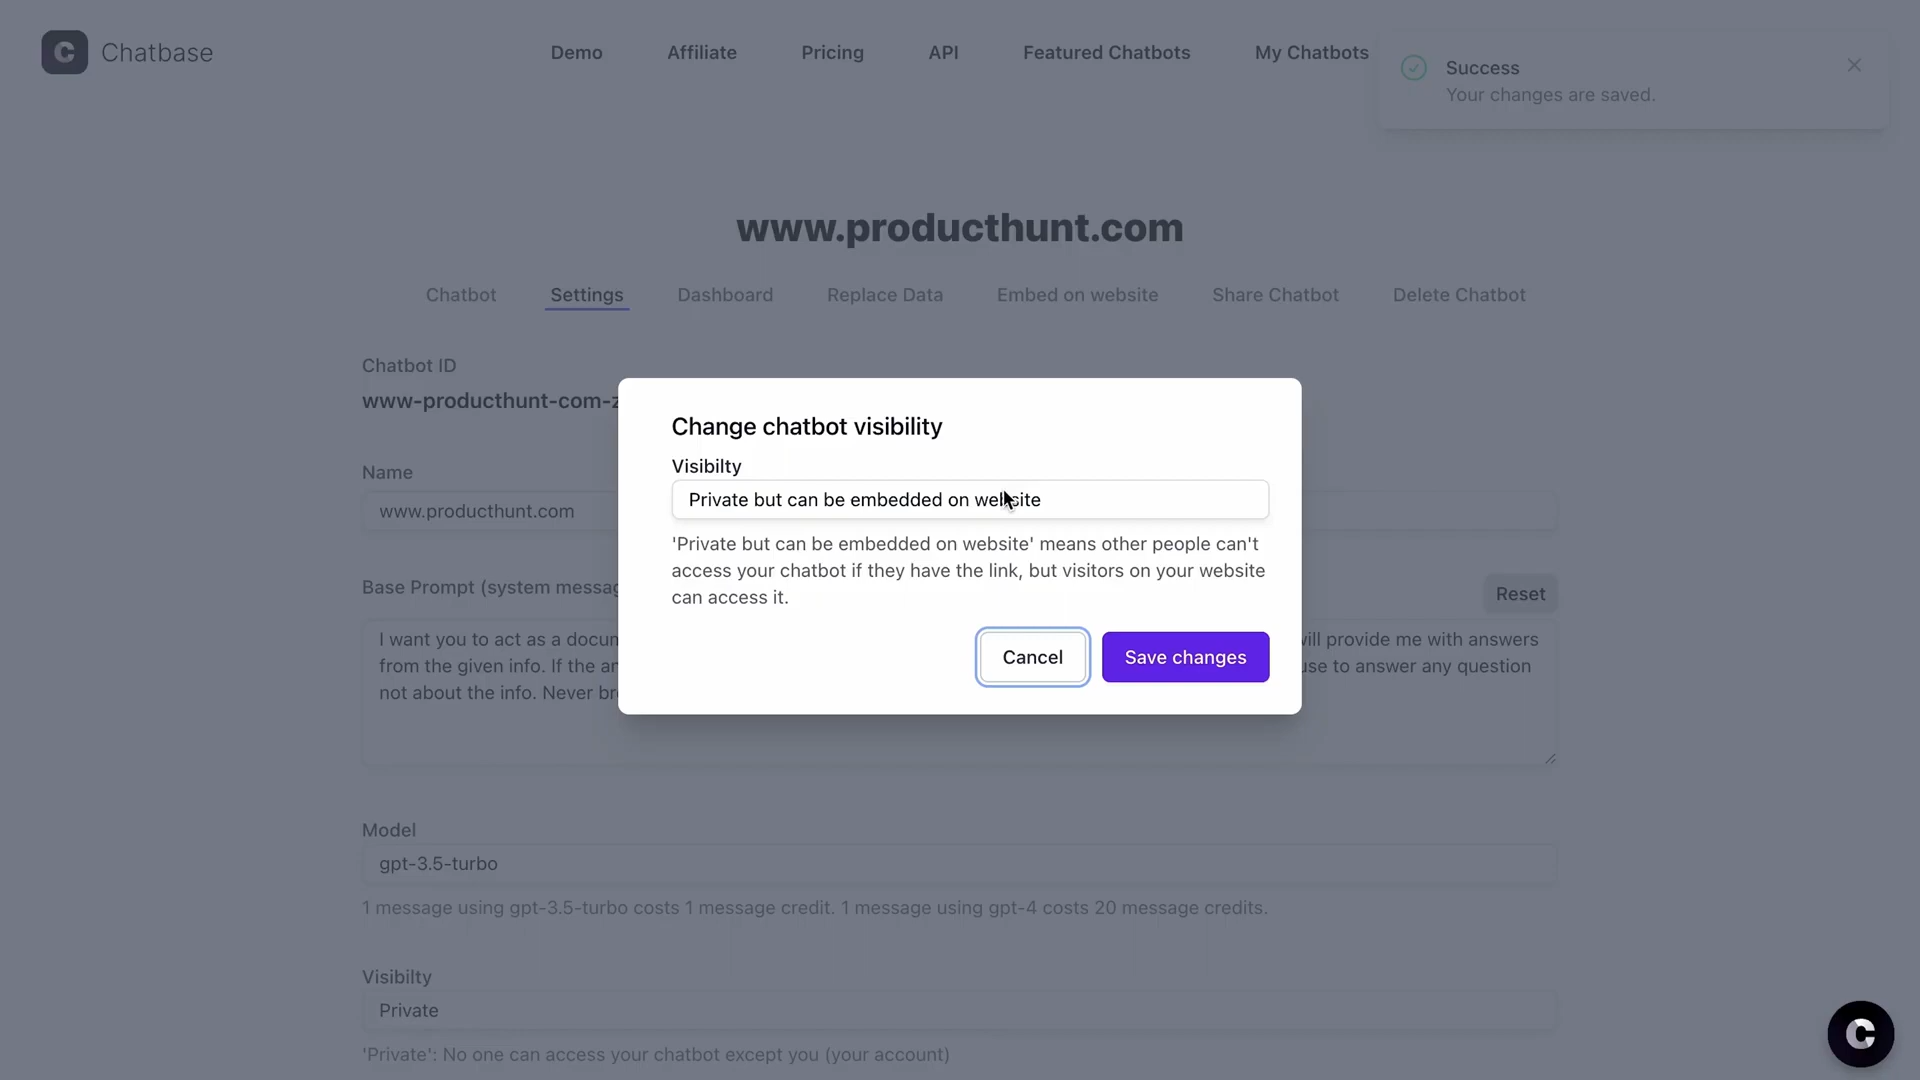 Chatbase
Demo
Affiliate
Pricing
API
Featured Chatbots
My Chatbots
Success
Your changes are saved.
www.producthunt.com
Chatbot
Settings
Dashboard
Replace Data
Embed on website
Share Chatbot
Delete Chatbot
Chatbot ID
www-producthunt-com-
Name
www.producthunt.com
Base Prompt (system
Reset
I want you to act as a
will provide me with answers
from the given info. If the
to answer any question
not about the info. Never
Change chatbot visibility
Visibilty
Private but can be embedded on website
'Private but can be embedded on website' means other people can't
access your chatbot if they have the link, but visitors on your website
can access it.
Cancel
Save changes
Model
gpt-3.5-turbo
1 message using gpt-3.5-turbo costs 1 message credit. 1 message using gpt-4 costs 20 message credits.
Visibilty
Private
'Private': No one can access your chatbot except you (your account)